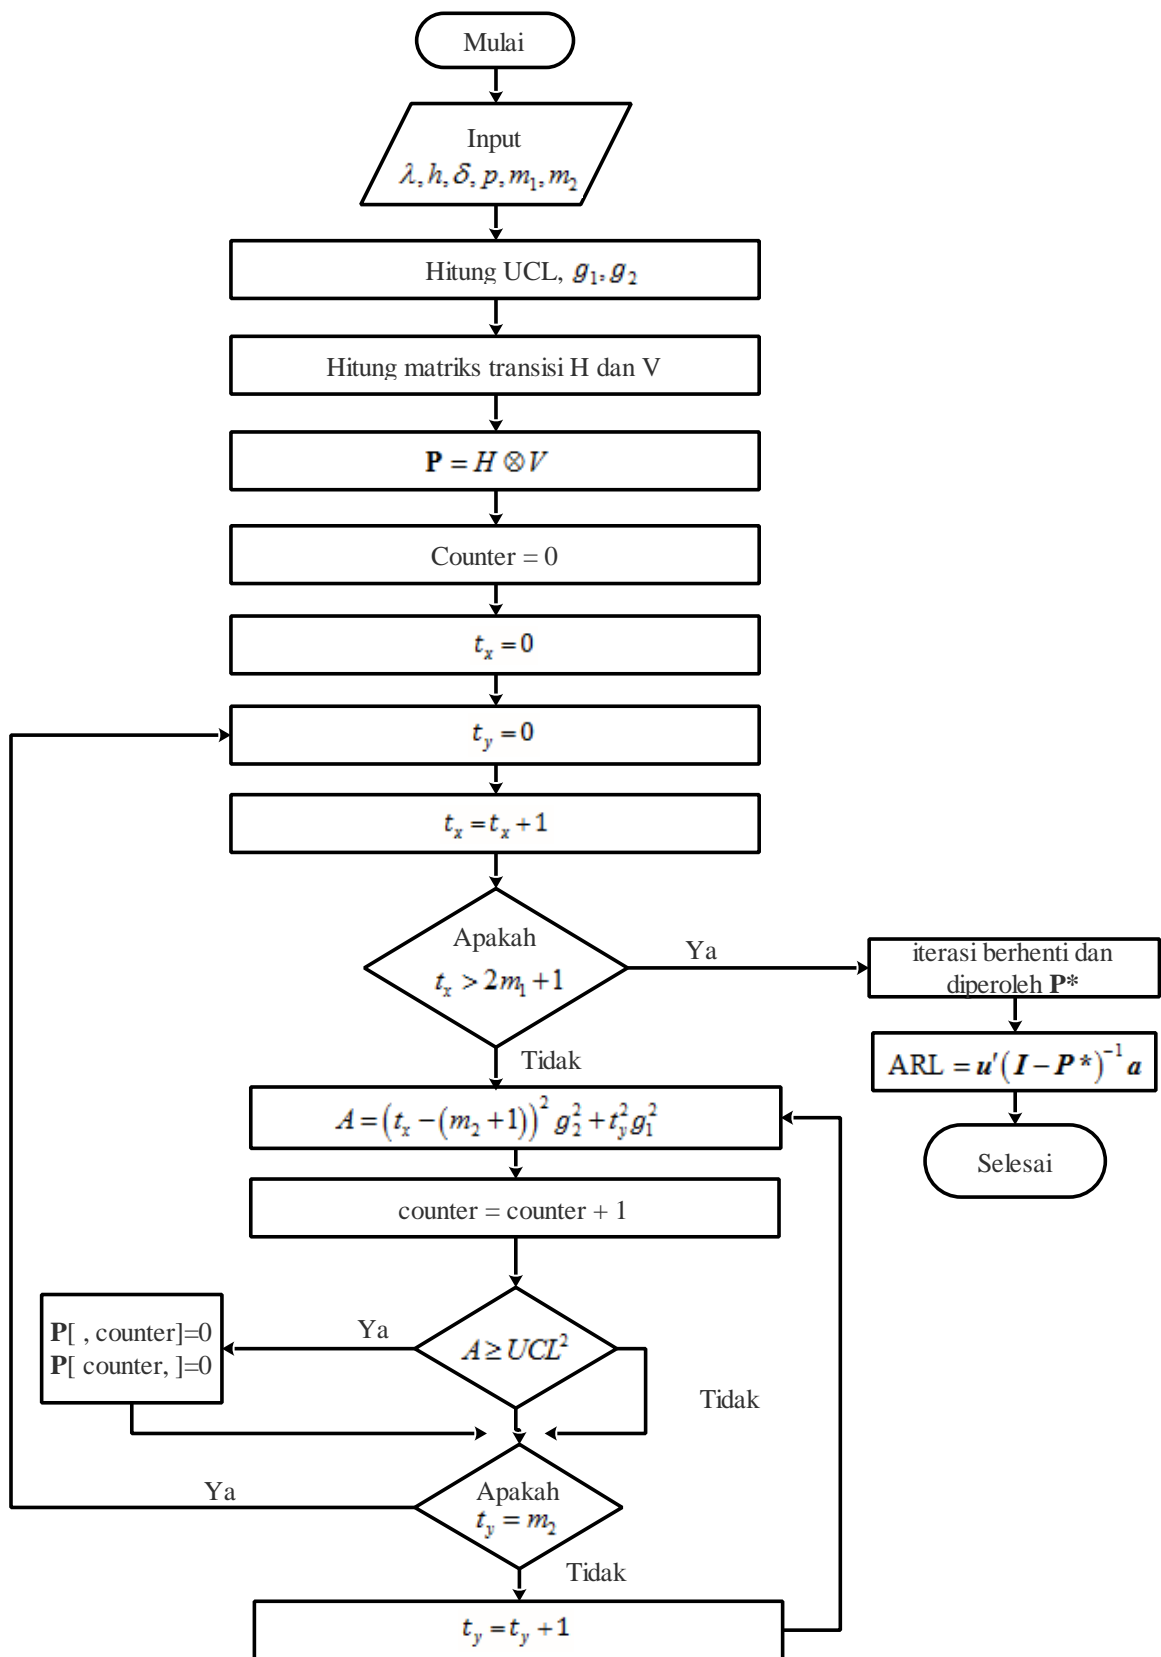 Mulai
Input
λ, h, δ, p, m₁, m₂
Hitung UCL, g₁, g₂
Hitung matriks transisi H dan V
P = H ⊗ V
Counter = 0
tₓ = 0
t_y = 0
tₓ = tₓ + 1
Apakah
tₓ > 2m₁ + 1
Ya
iterasi berhenti dan
diperoleh P*
ARL = u′(I − P*)⁻¹ a
Selesai
Tidak
A = (tₓ − (m₂ + 1))² g₂² + t_y² g₁²
counter = counter + 1
A ≥ UCL²
Ya
P[ , counter]=0
P[ counter, ]=0
Tidak
Apakah
t_y = m₂
Ya
Tidak
t_y = t_y + 1